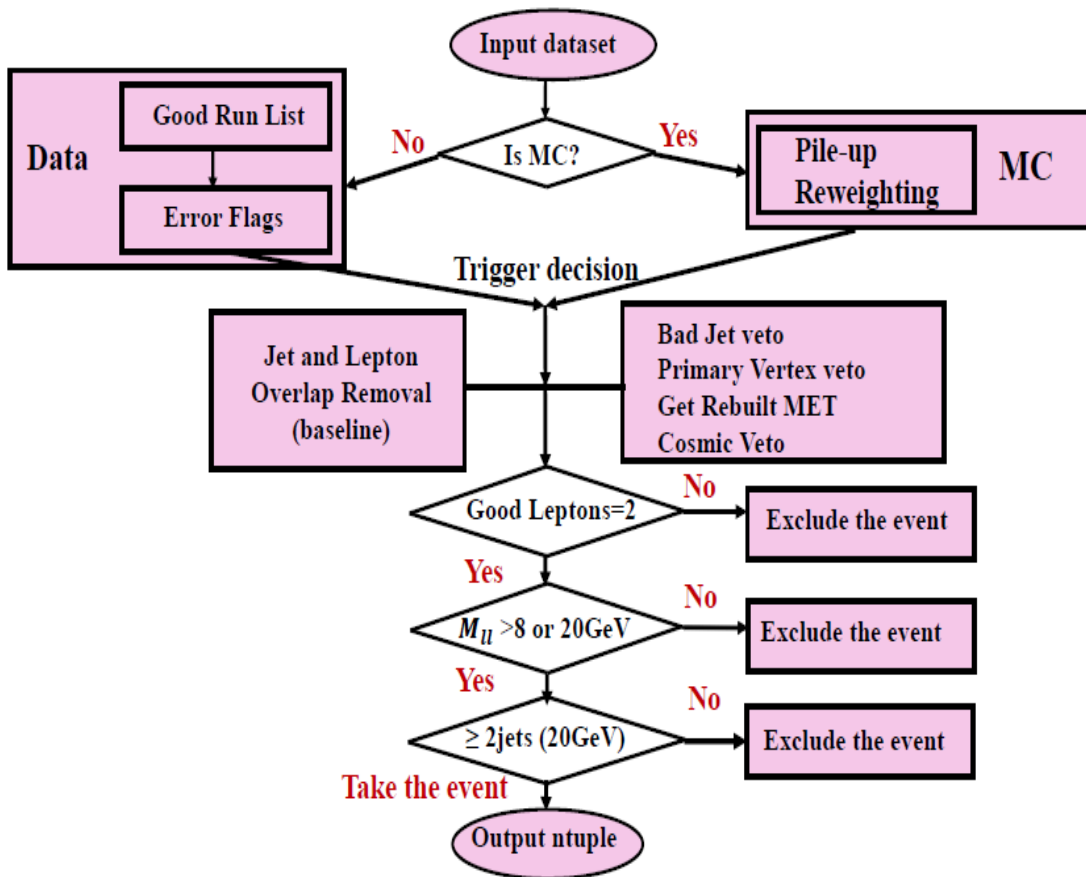 Input dataset
Is MC?
No
Yes
Data
Good Run List
Error Flags
Pile-up
Reweighting
MC
Trigger decision
Jet and Lepton
Overlap Removal
(baseline)
Bad Jet veto
Primary Vertex veto
Get Rebuilt MET
Cosmic Veto
Good Leptons=2
No
Exclude the event
Yes
M_ll >8 or 20GeV
No
Exclude the event
Yes
≥ 2jets (20GeV)
No
Exclude the event
Take the event
Output ntuple